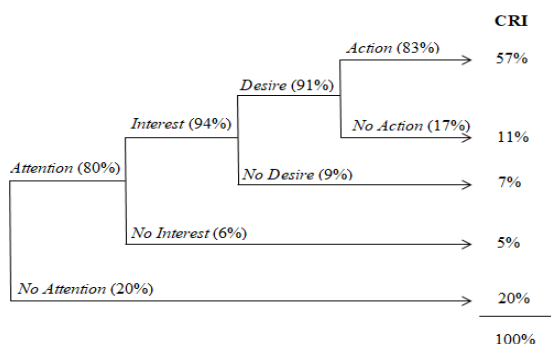 CRI
Action (83%)
57%
Desire (91%)
Interest (94%)
No Action (17%)
11%
Attention (80%)
No Desire (9%)
7%
No Interest (6%)
5%
No Attention (20%)
20%
100%